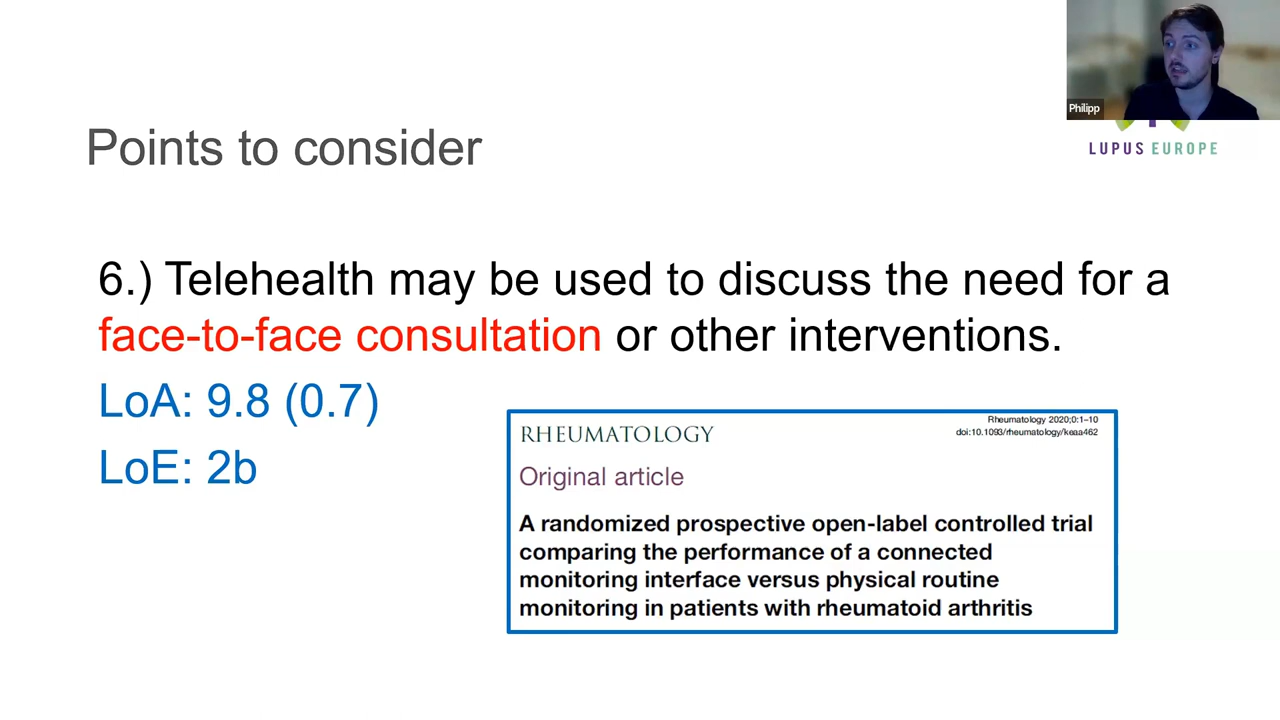 Philipp
LUPUS EUROPE
Points to consider
6.) Telehealth may be used to discuss the need for a
face-to-face consultation or other interventions.
LoA: 9.8 (0.7)
LoE: 2b
Rheumatology 2020;0:1–10
doi:10.1093/rheumatology/keaa462
RHEUMATOLOGY
Original article
A randomized prospective open-label controlled trial
comparing the performance of a connected
monitoring interface versus physical routine
monitoring in patients with rheumatoid arthritis